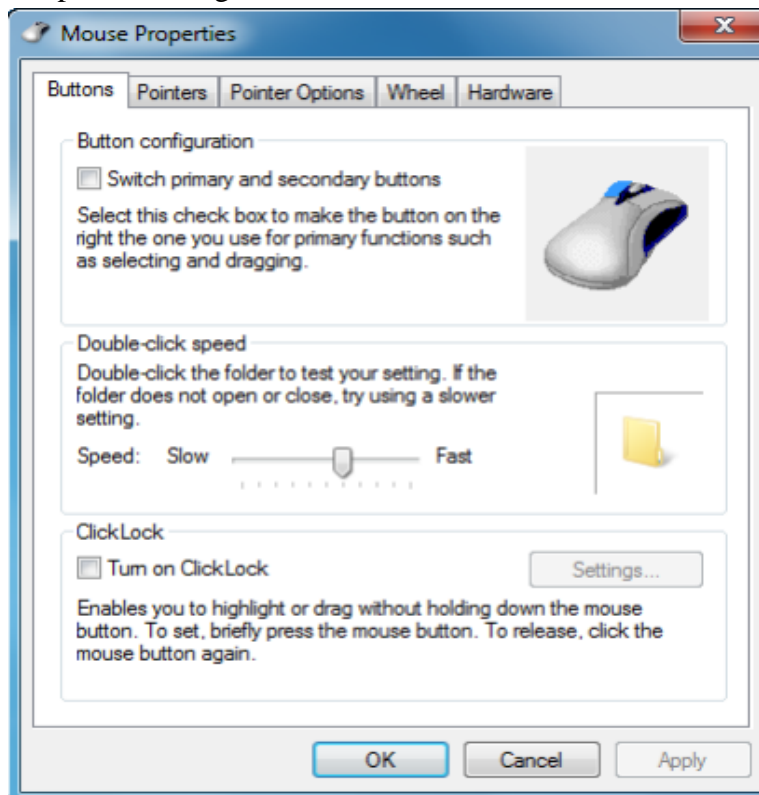 Mouse Properties
Buttons Pointers Pointer Options Wheel Hardware
Button configuration
Switch primary and secondary buttons
Select this check box to make the button on the
right the one you use for primary functions such
as selecting and dragging.
Double-click speed
Double-click the folder to test your setting. If the
folder does not open or close, try using a slower
setting.
Speed: Slow Fast
ClickLock
Turn on ClickLock Settings...
Enables you to highlight or drag without holding down the mouse
button. To set, briefly press the mouse button. To release, click the
mouse button again.
OK Cancel Apply